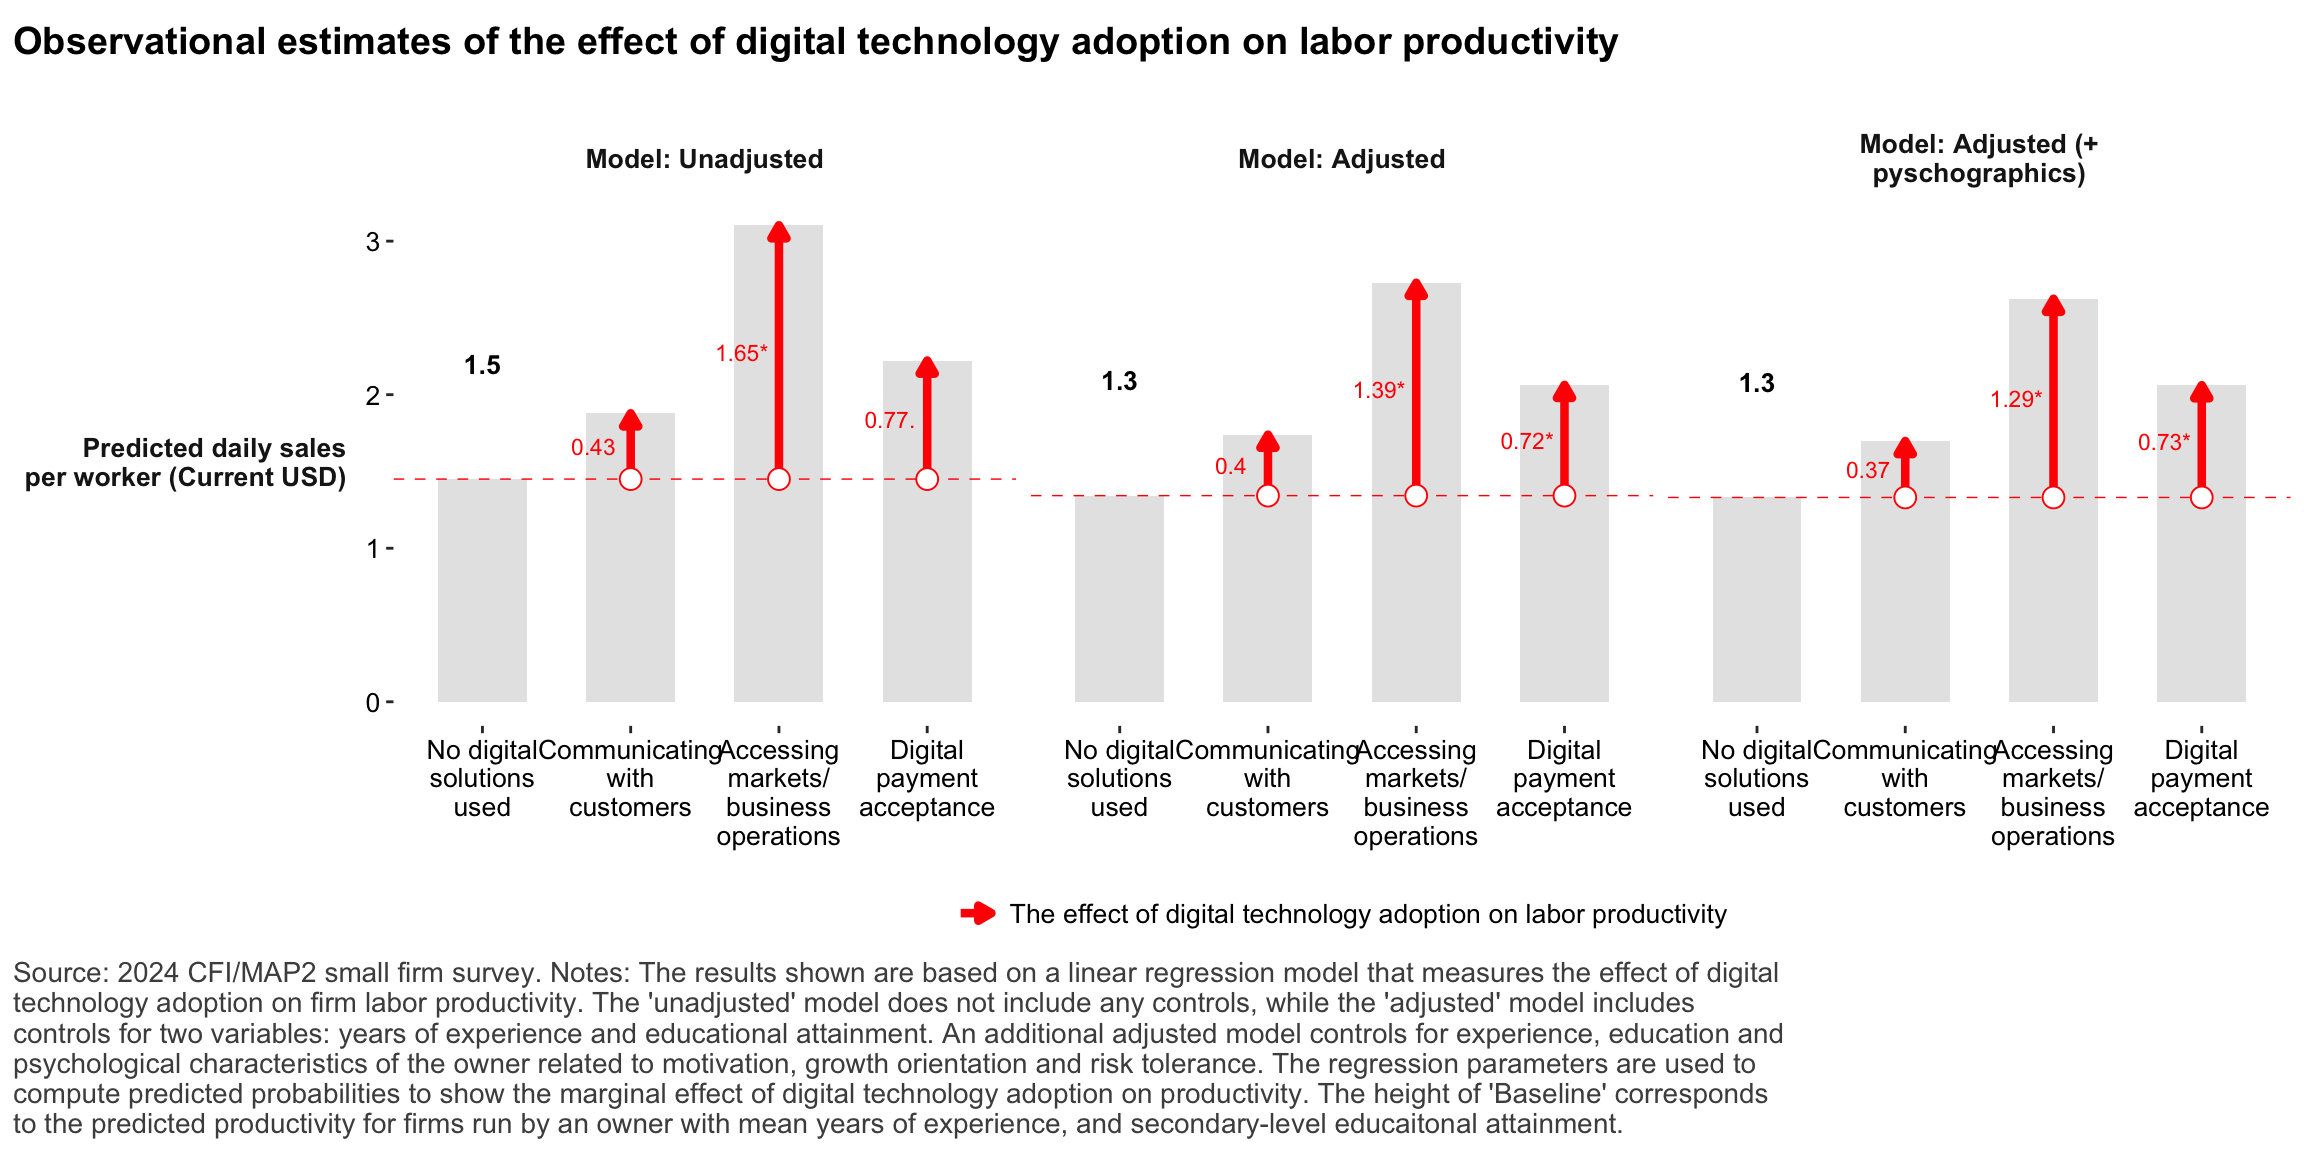 Observational estimates of the effect of digital technology adoption on labor productivity
Model: Unadjusted
Model: Adjusted
Model: Adjusted (+
pyschographics)
Predicted daily sales
per worker (Current USD)
3
2
1
0
1.5
0.43
1.65*
0.77.
1.3
0.4
1.39*
0.72*
1.3
0.37
1.29*
0.73*
No digital
solutions
used
Communicating
with
customers
Accessing
markets/
business
operations
Digital
payment
acceptance
No digital
solutions
used
Communicating
with
customers
Accessing
markets/
business
operations
Digital
payment
acceptance
No digital
solutions
used
Communicating
with
customers
Accessing
markets/
business
operations
Digital
payment
acceptance
The effect of digital technology adoption on labor productivity
Source: 2024 CFI/MAP2 small firm survey. Notes: The results shown are based on a linear regression model that measures the effect of digital
technology adoption on firm labor productivity. The 'unadjusted' model does not include any controls, while the 'adjusted' model includes
controls for two variables: years of experience and educational attainment. An additional adjusted model controls for experience, education and
psychological characteristics of the owner related to motivation, growth orientation and risk tolerance. The regression parameters are used to
compute predicted probabilities to show the marginal effect of digital technology adoption on productivity. The height of 'Baseline' corresponds
to the predicted productivity for firms run by an owner with mean years of experience, and secondary-level educaitonal attainment.